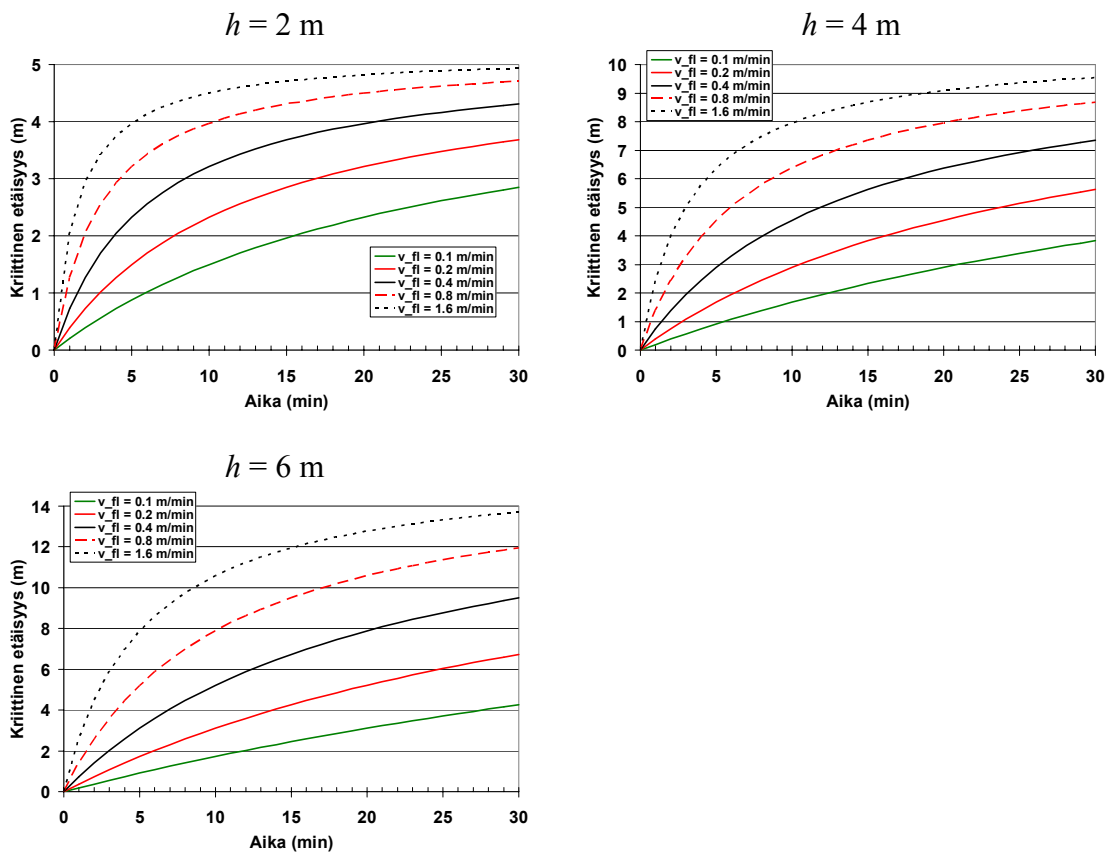 h = 2 m
Kriittinen etäisyys (m)
5
4
3
2
1
0
v_fl = 0.1 m/min
v_fl = 0.2 m/min
v_fl = 0.4 m/min
v_fl = 0.8 m/min
v_fl = 1.6 m/min
0 5 10 15 20 25 30
Aika (min)
h = 4 m
Kriittinen etäisyys (m)
10
9
8
7
6
5
4
3
2
1
0
v_fl = 0.1 m/min
v_fl = 0.2 m/min
v_fl = 0.4 m/min
v_fl = 0.8 m/min
v_fl = 1.6 m/min
0 5 10 15 20 25 30
Aika (min)
h = 6 m
Kriittinen etäisyys (m)
14
12
10
8
6
4
2
0
v_fl = 0.1 m/min
v_fl = 0.2 m/min
v_fl = 0.4 m/min
v_fl = 0.8 m/min
v_fl = 1.6 m/min
0 5 10 15 20 25 30
Aika (min)